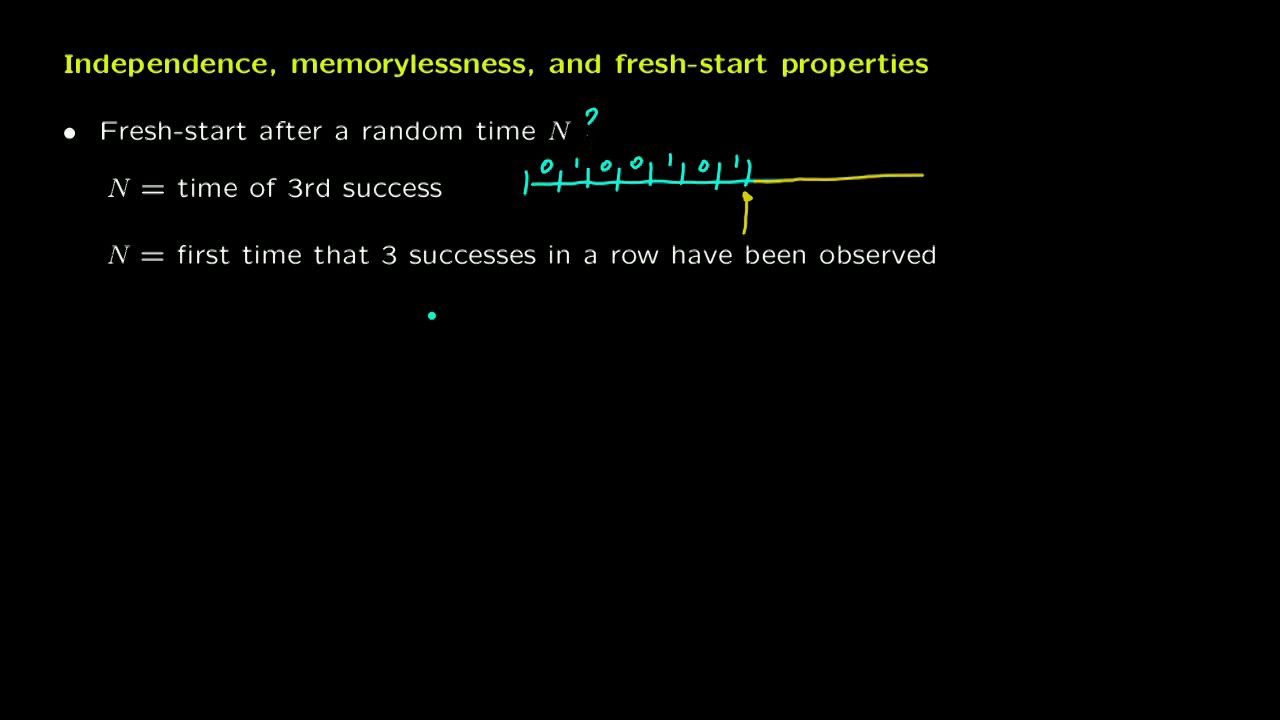 Independence, memorylessness, and fresh-start properties
• Fresh-start after a random time N ?
0 1 0 0 1 0 1
N = time of 3rd success
N = first time that 3 successes in a row have been observed